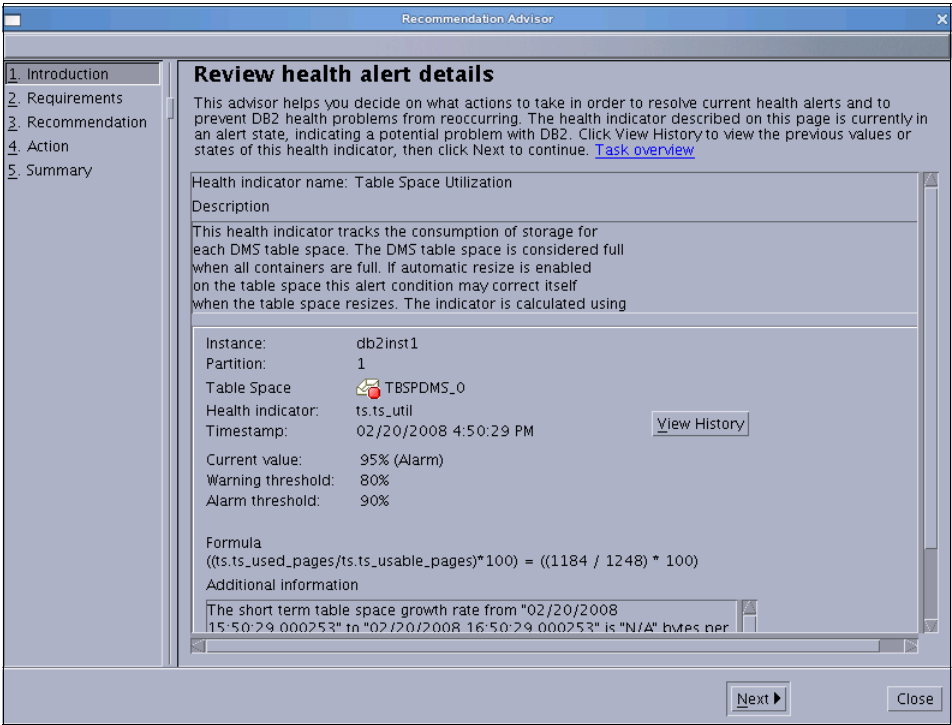 Recommendation Advisor
1. Introduction
2. Requirements
3. Recommendation
4. Action
5. Summary
Review health alert details
This advisor helps you decide on what actions to take in order to resolve current health alerts and to
prevent DB2 health problems from reoccurring. The health indicator described on this page is currently in
an alert state, indicating a potential problem with DB2. Click View History to view the previous values or
states of this health indicator, then click Next to continue. Task overview
Health indicator name: Table Space Utilization
Description
This health indicator tracks the consumption of storage for
each DMS table space. The DMS table space is considered full
when all containers are full. If automatic resize is enabled
on the table space this alert condition may correct itself
when the table space resizes. The indicator is calculated using
Instance: db2inst1
Partition: 1
Table Space TBSPDMS_0
Health indicator: ts.ts_util
Timestamp: 02/20/2008 4:50:29 PM
View History
Current value: 95% (Alarm)
Warning threshold: 80%
Alarm threshold: 90%
Formula
((ts.ts_used_pages/ts.ts_usable_pages)*100) = ((1184 / 1248) * 100)
Additional information
The short term table space growth rate from "02/20/2008
15:50:29.000253" to "02/20/2008 16:50:29.000253" is "N/A" bytes per
Next
Close